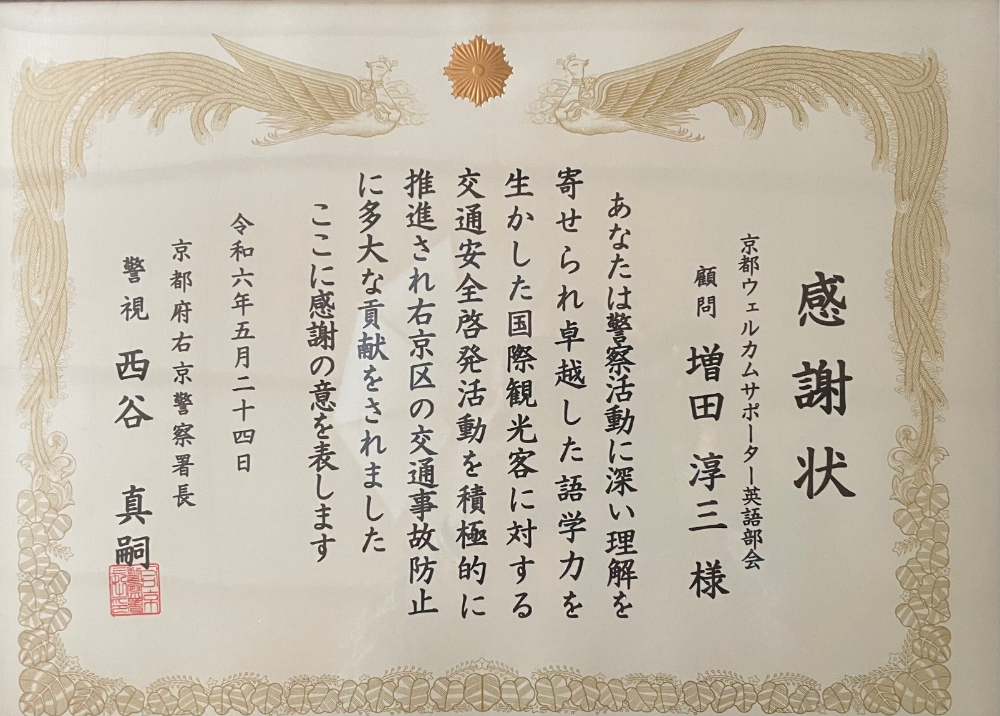 感謝状
京都ウェルカムサポーター英語部会
顧問 増田 淳三 様
あなたは警察活動に深い理解を
寄せられ卓越した語学力を
生かした国際観光客に対する
交通安全啓発活動を積極的に
推進され右京区の交通事故防止
に多大な貢献をされました
ここに感謝の意を表します
令和六年五月二十四日
京都府右京警察署長
警視 西谷 真嗣